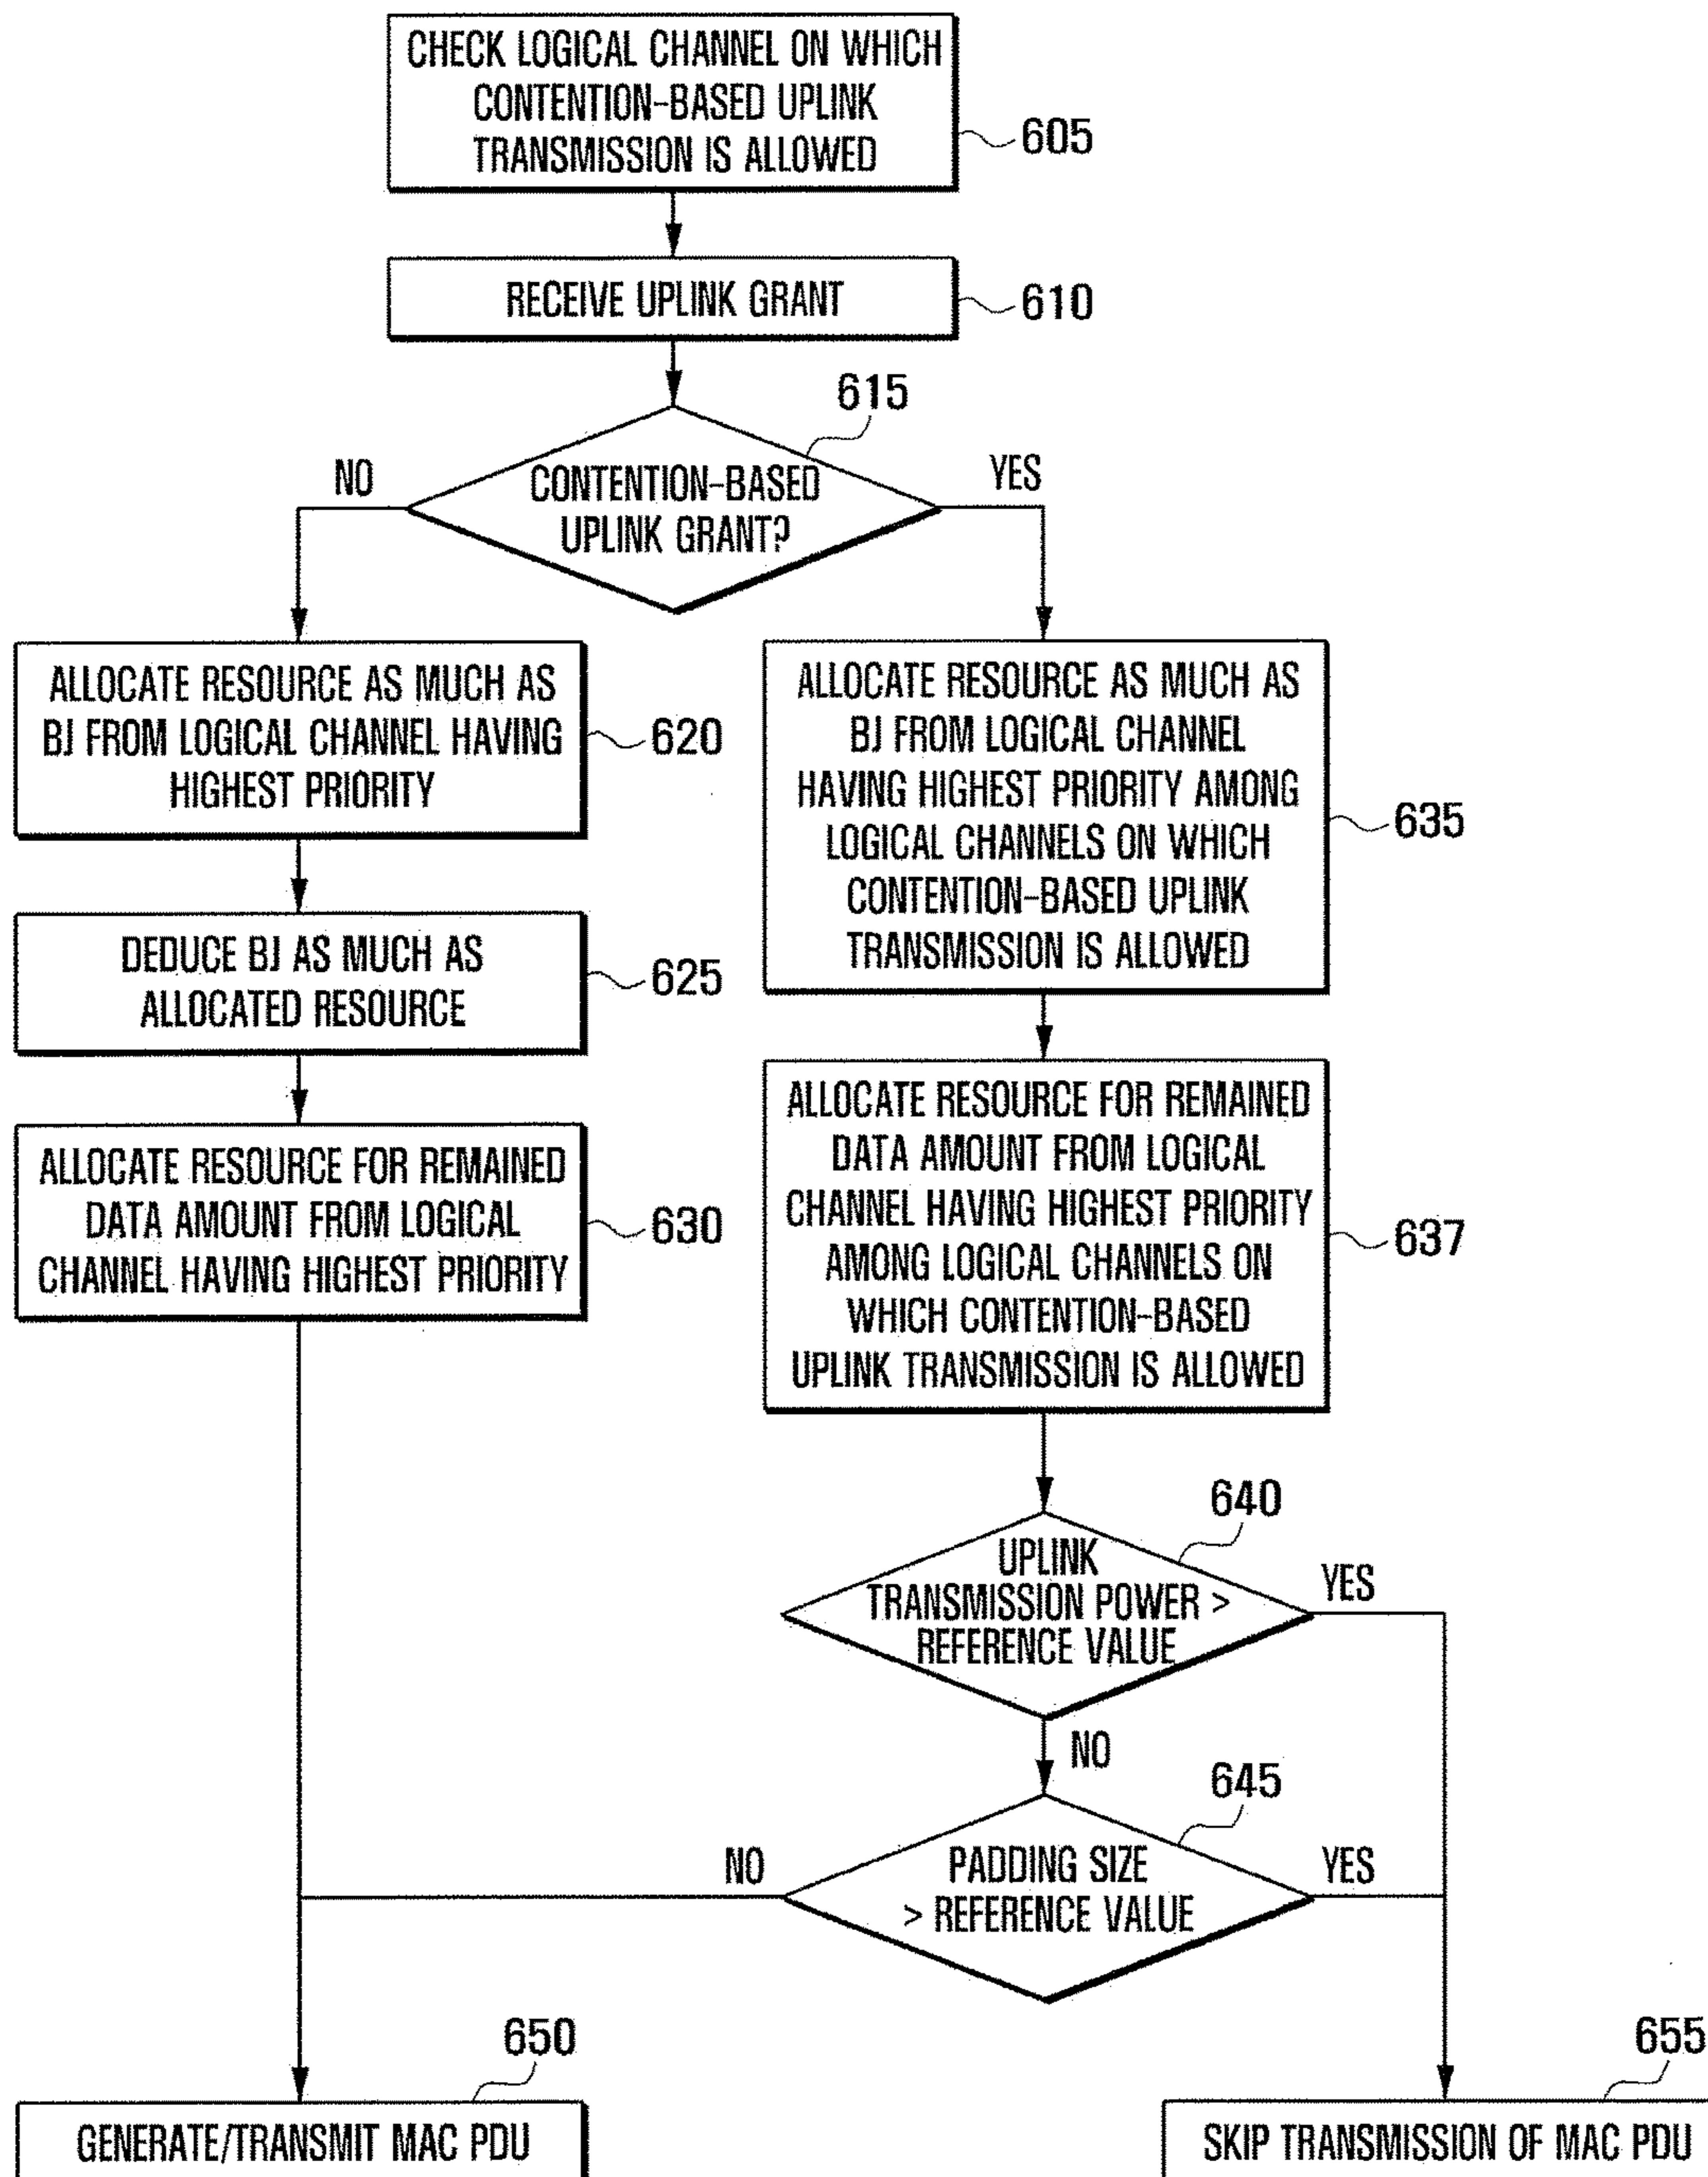 CHECK LOGICAL CHANNEL ON WHICH
CONTENTION-BASED UPLINK
TRANSMISSION IS ALLOWED
605
RECEIVE UPLINK GRANT
610
615
NO
CONTENTION-BASED
UPLINK GRANT?
YES
ALLOCATE RESOURCE AS MUCH AS
BJ FROM LOGICAL CHANNEL HAVING
HIGHEST PRIORITY
620
DEDUCE BJ AS MUCH AS
ALLOCATED RESOURCE
625
ALLOCATE RESOURCE FOR REMAINED
DATA AMOUNT FROM LOGICAL
CHANNEL HAVING HIGHEST PRIORITY
630
ALLOCATE RESOURCE AS MUCH AS
BJ FROM LOGICAL CHANNEL
HAVING HIGHEST PRIORITY AMONG
LOGICAL CHANNELS ON WHICH
CONTENTION-BASED UPLINK
TRANSMISSION IS ALLOWED
635
ALLOCATE RESOURCE FOR REMAINED
DATA AMOUNT FROM LOGICAL
CHANNEL HAVING HIGHEST PRIORITY
AMONG LOGICAL CHANNELS ON
WHICH CONTENTION-BASED
UPLINK TRANSMISSION IS ALLOWED
637
640
UPLINK
TRANSMISSION POWER >
REFERENCE VALUE
YES
NO
645
NO
PADDING SIZE
> REFERENCE VALUE
YES
650
GENERATE/TRANSMIT MAC PDU
655
SKIP TRANSMISSION OF MAC PDU